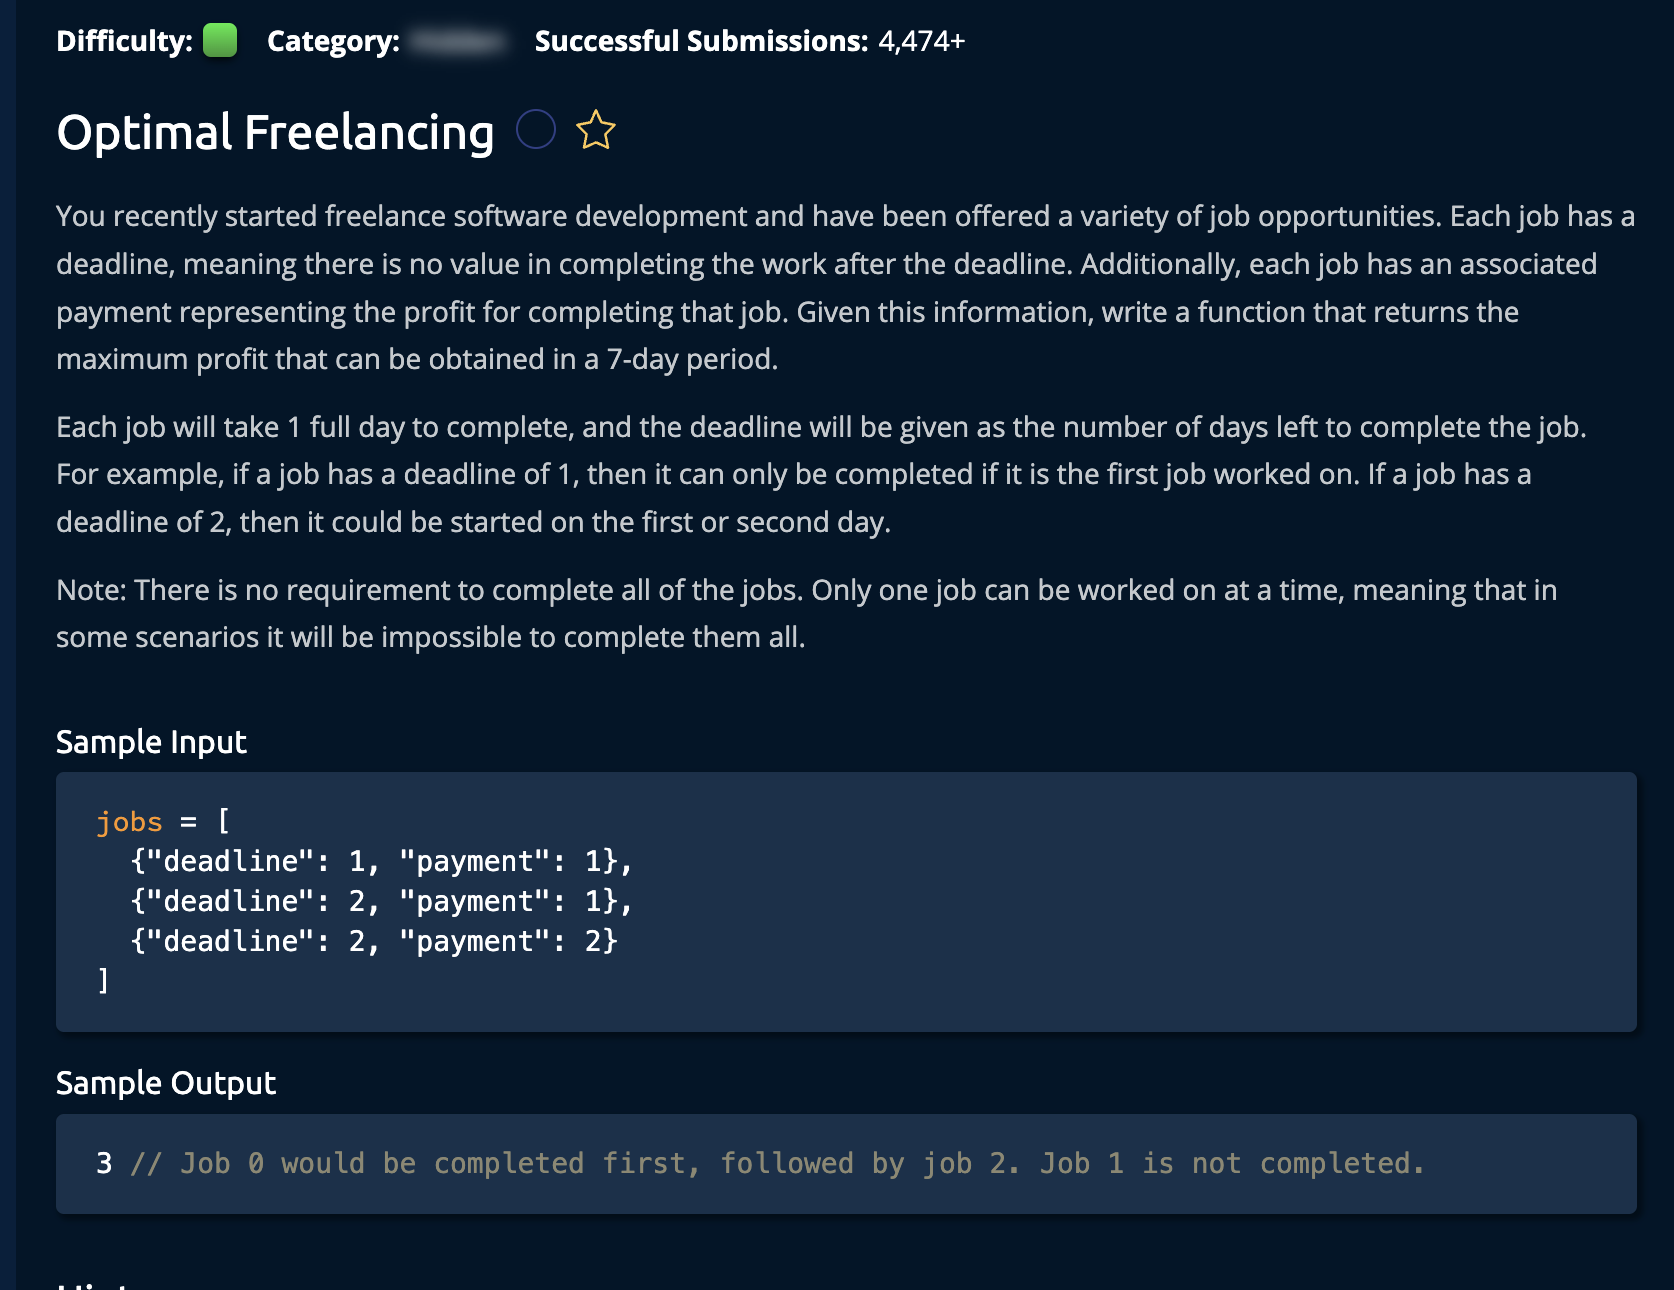 Difficulty: Category: Successful Submissions: 4,474+
Optimal Freelancing
You recently started freelance software development and have been offered a variety of job opportunities. Each job has a
deadline, meaning there is no value in completing the work after the deadline. Additionally, each job has an associated
payment representing the profit for completing that job. Given this information, write a function that returns the
maximum profit that can be obtained in a 7-day period.
Each job will take 1 full day to complete, and the deadline will be given as the number of days left to complete the job.
For example, if a job has a deadline of 1, then it can only be completed if it is the first job worked on. If a job has a
deadline of 2, then it could be started on the first or second day.
Note: There is no requirement to complete all of the jobs. Only one job can be worked on at a time, meaning that in
some scenarios it will be impossible to complete them all.
Sample Input
jobs = [
{"deadline": 1, "payment": 1},
{"deadline": 2, "payment": 1},
{"deadline": 2, "payment": 2}
]
Sample Output
3 // Job 0 would be completed first, followed by job 2. Job 1 is not completed.